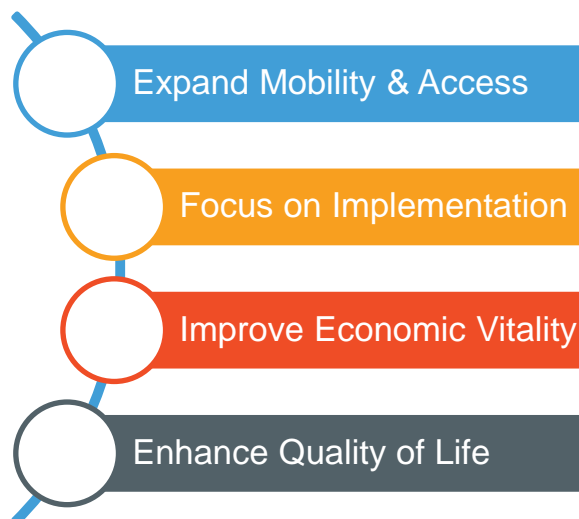 Expand Mobility & Access
Focus on Implementation
Improve Economic Vitality
Enhance Quality of Life